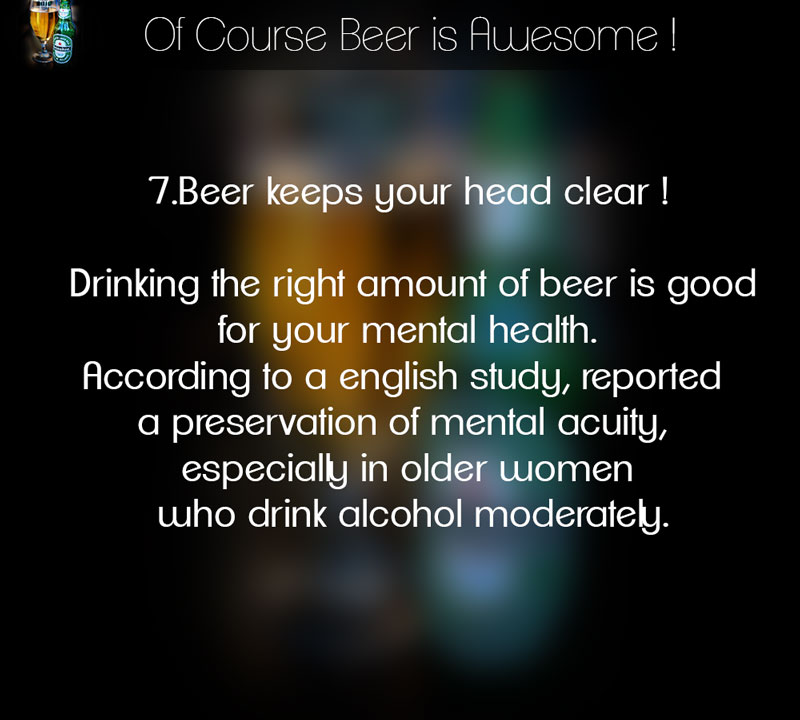 Of Course Beer is Awesome !
7.Beer keeps your head clear !
Drinking the right amount of beer is good
for your mental health.
According to a english study, reported
a preservation of mental acuity,
especially in older women
who drink alcohol moderately.